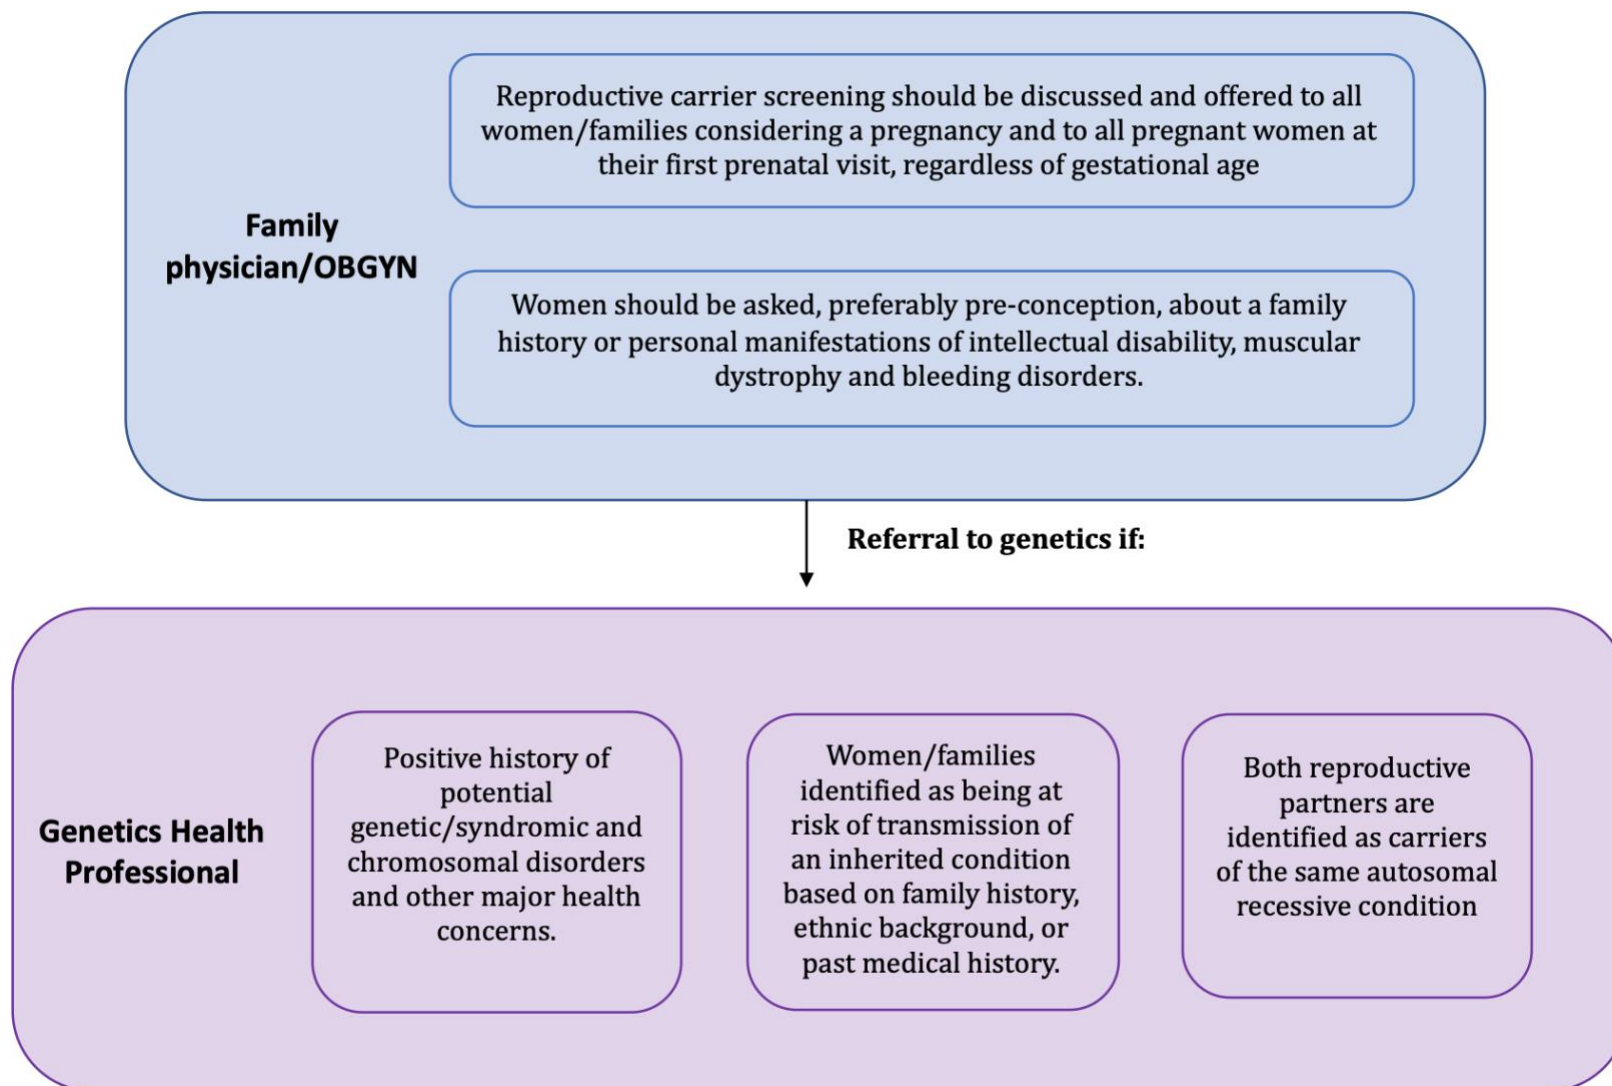 Reproductive carrier screening should be discussed and offered to all
women/families considering a pregnancy and to all pregnant women at
their first prenatal visit, regardless of gestational age
Family
physician/OBGYN
Women should be asked, preferably pre-conception, about a family
history or personal manifestations of intellectual disability, muscular
dystrophy and bleeding disorders.
Referral to genetics if:
Genetics Health
Professional
Positive history of
potential
genetic/syndromic and
chromosomal disorders
and other major health
concerns.
Women/families
identified as being at
risk of transmission of
an inherited condition
based on family history,
ethnic background, or
past medical history.
Both reproductive
partners are
identified as carriers
of the same autosomal
recessive condition